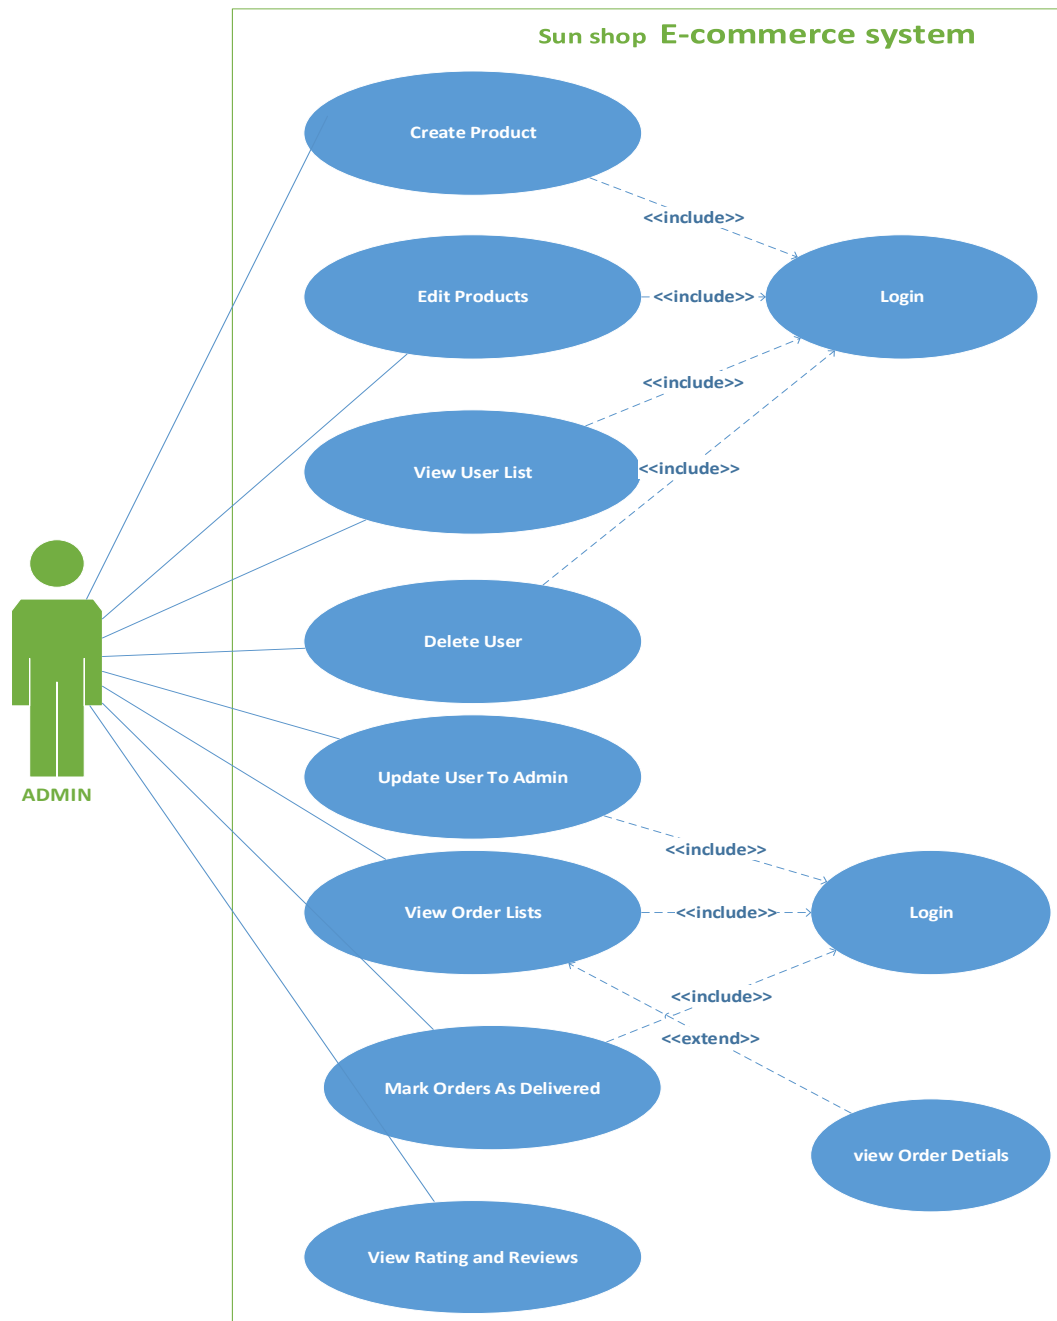 Sun shop E-commerce system
Create Product
<<include>>
Edit Products
<<include>>
Login
<<include>>
View User List
<<include>>
Delete User
Update User To Admin
ADMIN
<<include>>
View Order Lists
<<include>>
Login
<<include>>
<<extend>>
Mark Orders As Delivered
view Order Detials
View Rating and Reviews